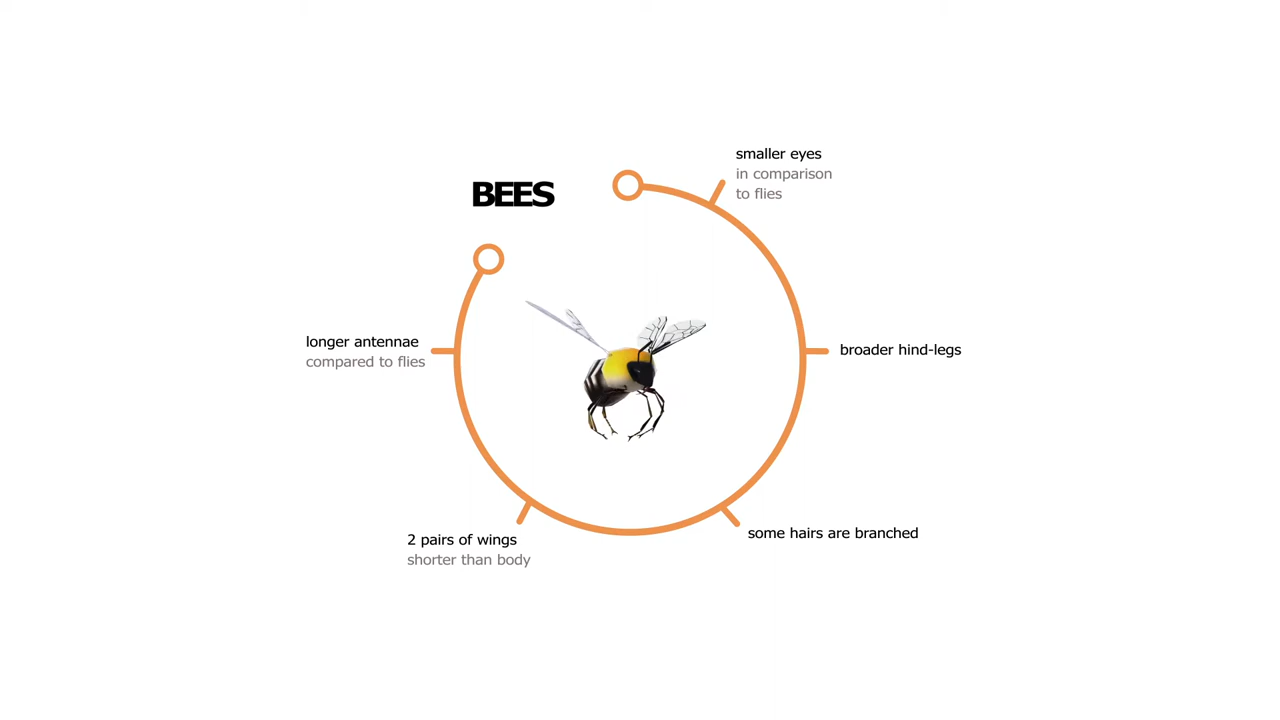 BEES
smaller eyes
in comparison
to flies
broader hind-legs
some hairs are branched
2 pairs of wings
shorter than body
longer antennae
compared to flies